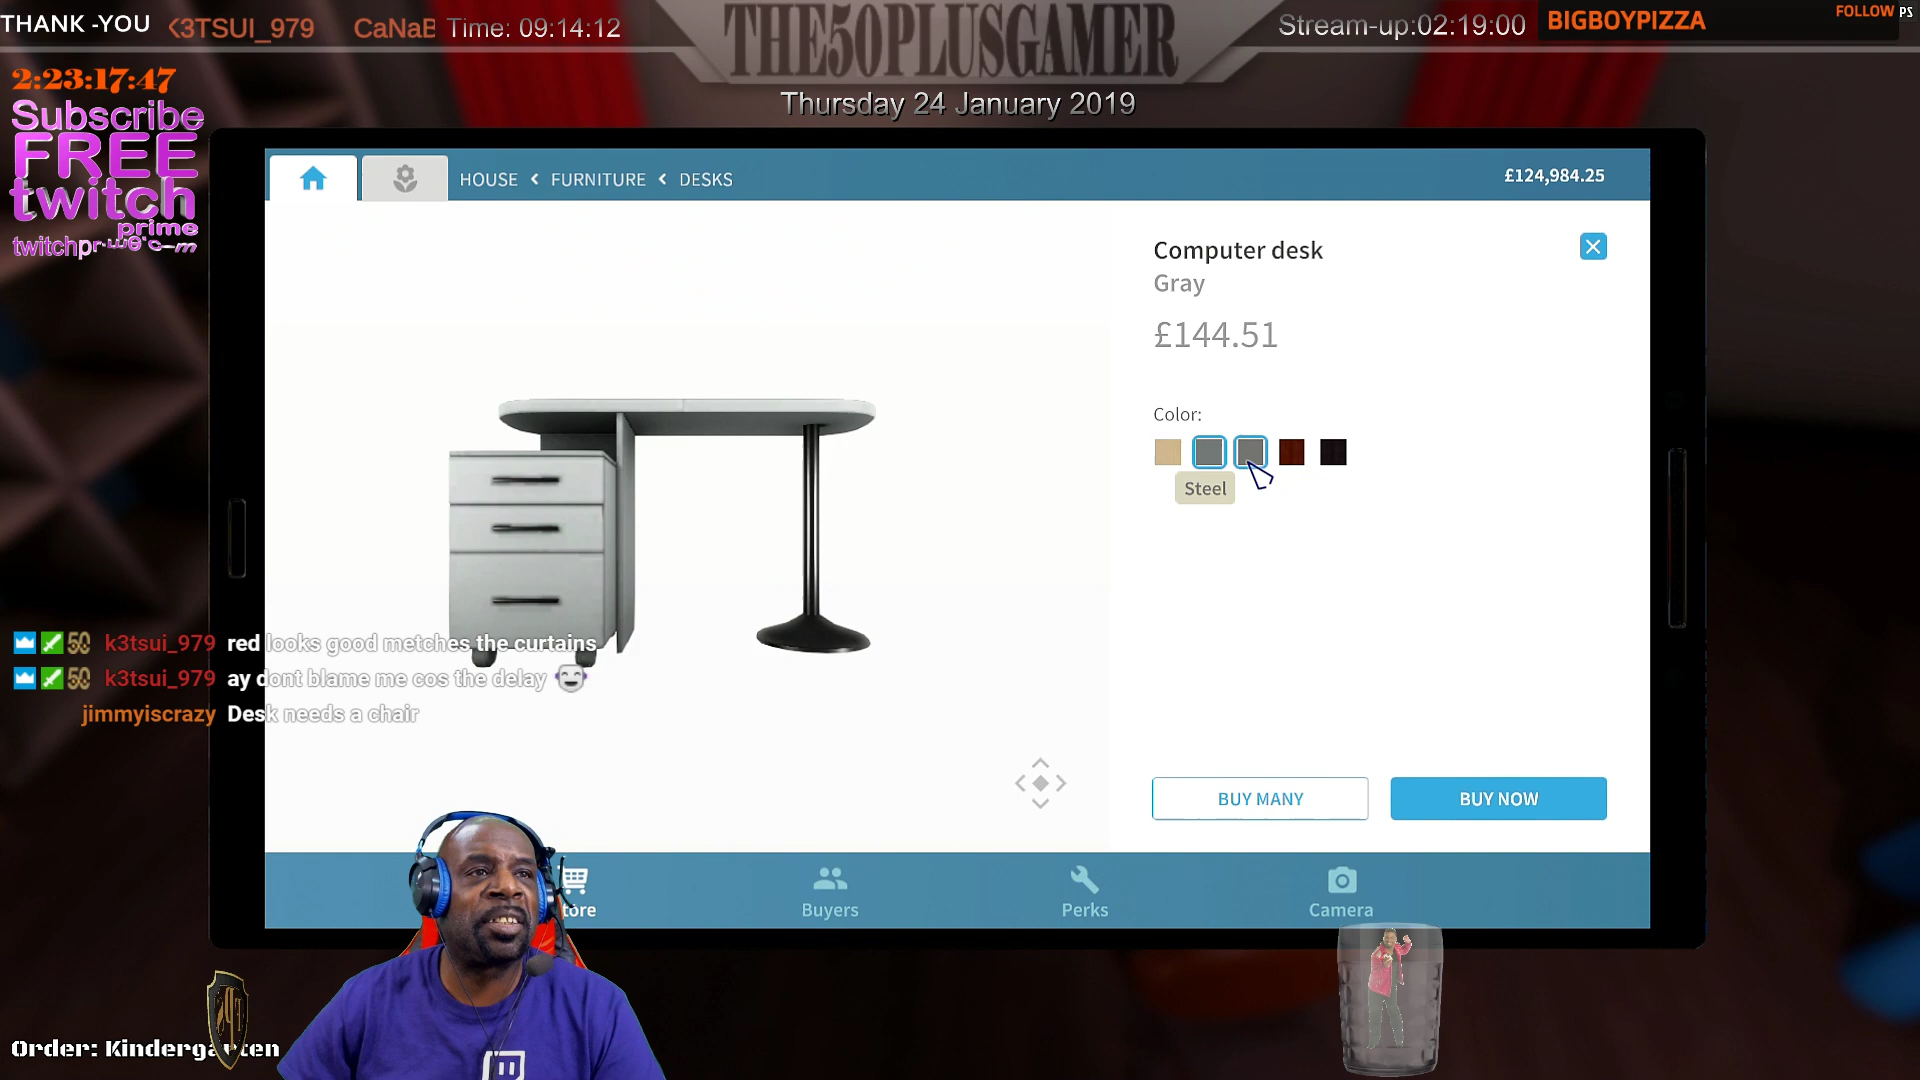 THANK -YOU K3TSUI_979 CaNaB Time: 09:14:12 THE50PLUSGAMER Stream-up:02:19:00 BIGBOYPIZZA FOLLOW PS
Thursday 24 January 2019
2:23:17:47
Subscribe
FREE
twitch
prime
HOUSE < FURNITURE < DESKS £124,984.25
Computer desk
Gray
£144.51
Color:
Steel
k3tsui_979 red looks good metches the curtains
k3tsui_979 ay dont blame me cos the delay
jimmyiscrazy Desk needs a chair
BUY MANY BUY NOW
tore Buyers Perks Camera
Order: Kindergarten